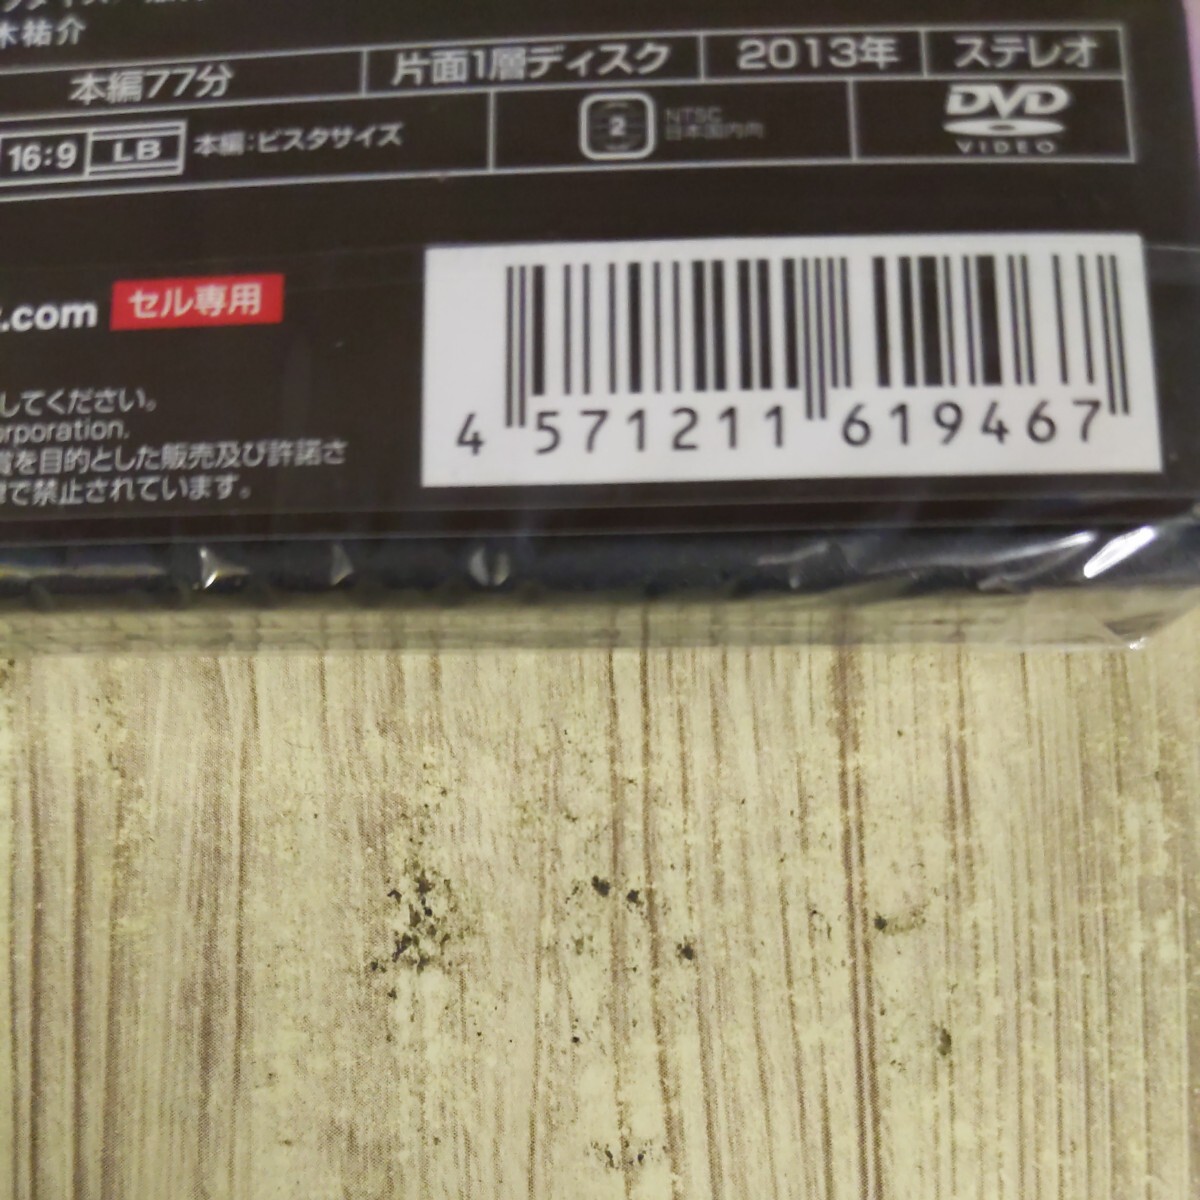 木祐介
本編77分 片面1層ディスク 2013年 ステレオ
16:9 LB 本編:ビスタサイズ 2 NTSC 日本国内向 DVD VIDEO
.com セル専用
してください。
orporation.
賞を目的とした販売及び許諾さ
で禁止されています。
4 571211 619467